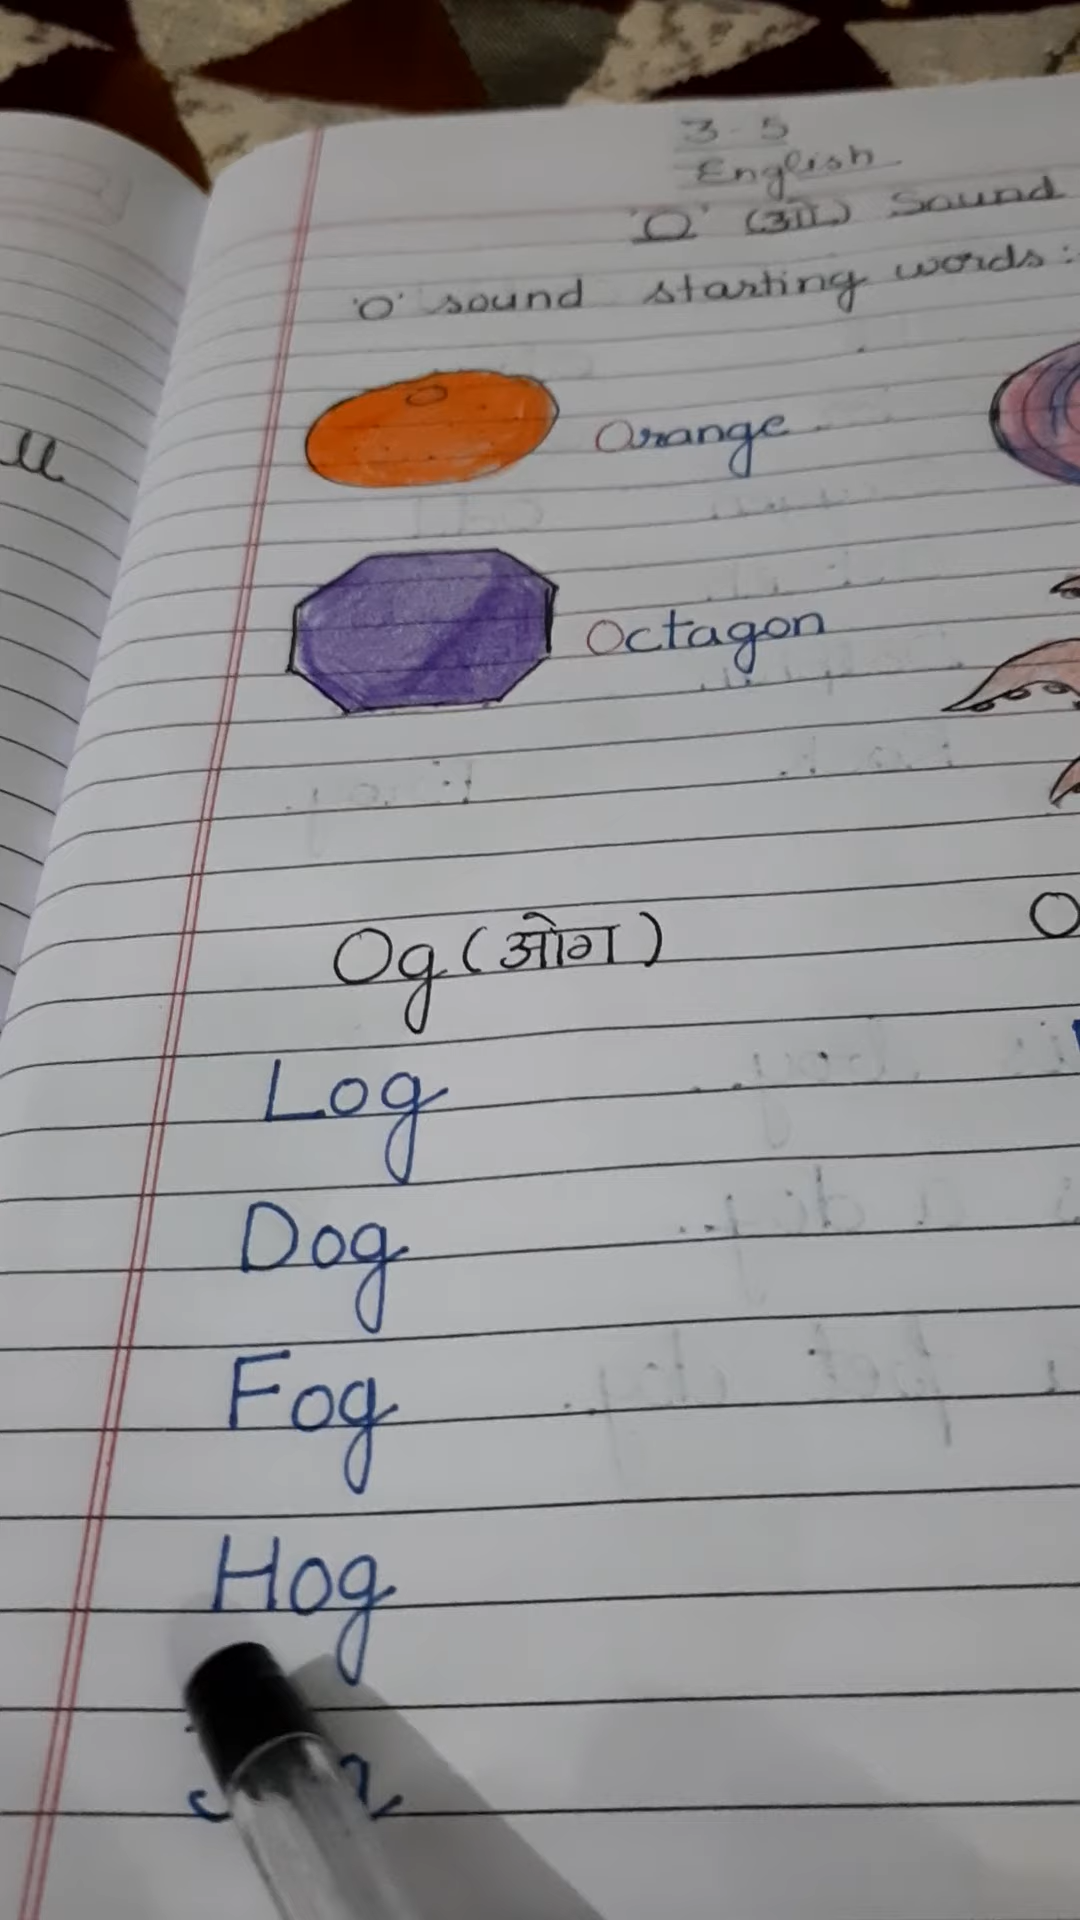 3-5
English
'O' (ओ) Sound
'O' sound starting words:
Orange
Octagon
Og (ओग)
Log
Dog
Fog
Hog